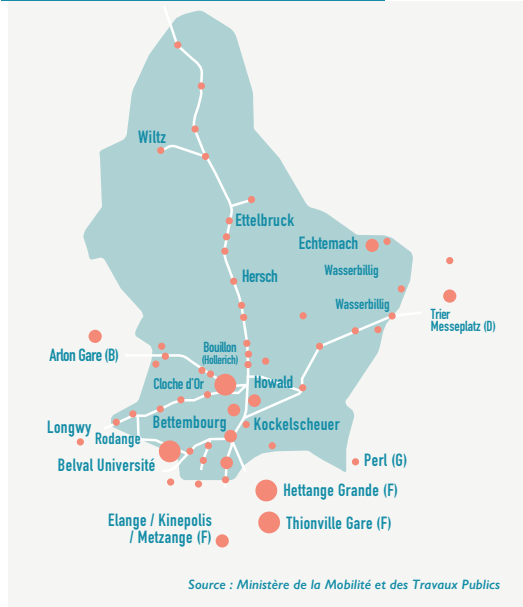 Wiltz
Ettelbruck
Echtemach
Wasserbillig
Hersch
Wasserbillig
Trier
Messeplatz (D)
Bouillon
(Hollerich)
Arlon Gare (B)
Cloche d'Or
Howald
Longwy
Bettembourg
Kockelscheuer
Rodange
Belval Université
Perl (G)
Hettange Grande (F)
Elange / Kinepolis
/ Metzange (F)
Thionville Gare (F)
Source : Ministère de la Mobilité et des Travaux Publics